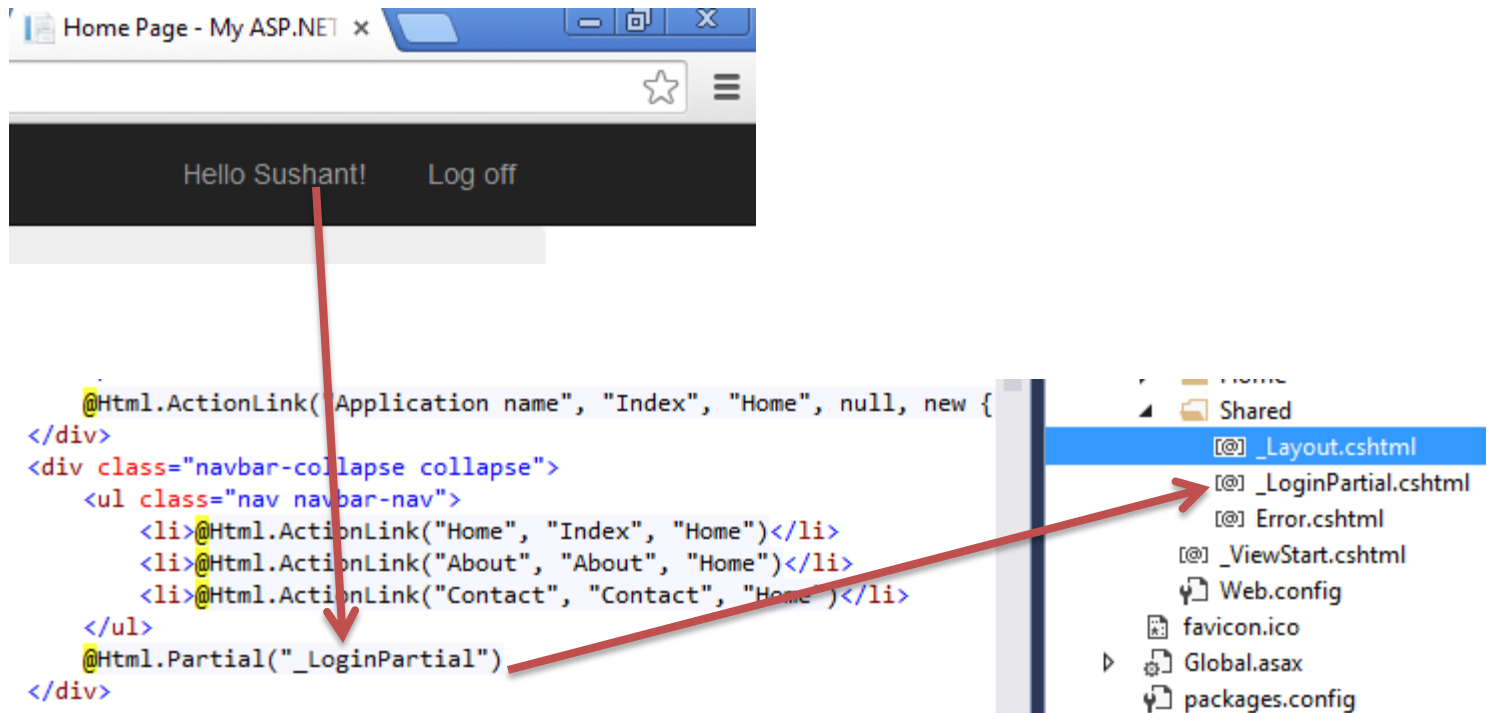 Home Page - My ASP.NET
Hello Sushant! Log off
@Html.ActionLink("Application name", "Index", "Home", null, new {
</div>
<div class="navbar-collapse collapse">
<ul class="nav navbar-nav">
<li>@Html.ActionLink("Home", "Index", "Home")</li>
<li>@Html.ActionLink("About", "About", "Home")</li>
<li>@Html.ActionLink("Contact", "Contact", "Home")</li>
</ul>
@Html.Partial("_LoginPartial")
</div>
Home
Shared
[@] _Layout.cshtml
[@] _LoginPartial.cshtml
[@] Error.cshtml
[@] _ViewStart.cshtml
Web.config
favicon.ico
Global.asax
packages.config